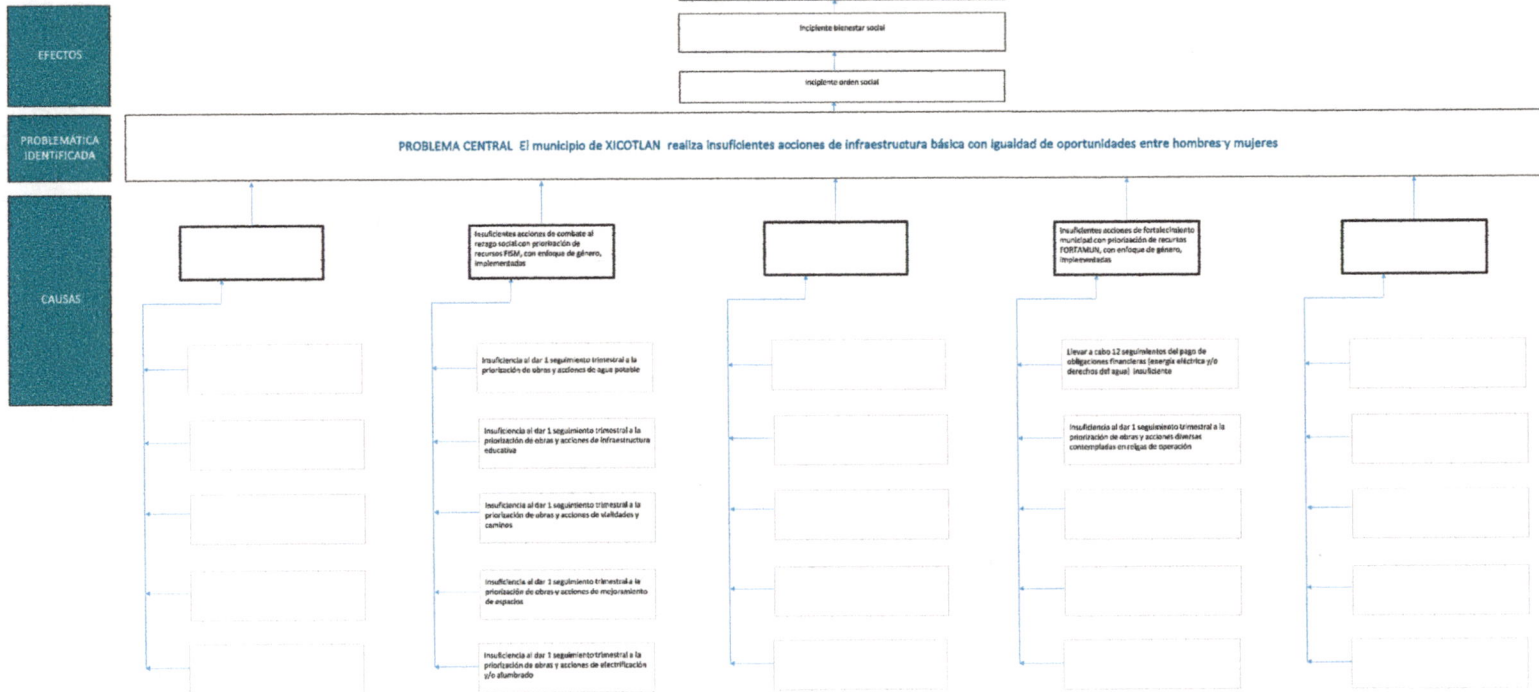 Incipiente bienestar social
EFECTOS
incipiente orden social
PROBLEMÁTICA
IDENTIFICADA
PROBLEMA CENTRAL El municipio de XICOTLAN realiza insuficientes acciones de infraestructura básica con igualdad de oportunidades entre hombres y mujeres
Insuficientes acciones de combate al
rezago social con priorización de
recursos FISM, con enfoque de género,
implementadas
Insuficientes acciones de fortalecimiento
municipal con priorización de recursos
FORTAMUN, con enfoque de género,
implementadas
CAUSAS
Insuficiencia al dar 1 seguimiento trimestral a la
priorización de obras y acciones de agua potable
Llevar a cabo 12 seguimientos del pago de
obligaciones financieras (energía eléctrica y/o
derechos del agua) insuficiente
Insuficiencia al dar 1 seguimiento trimestral a la
priorización de obras y acciones de infraestructura
educativa
Insuficiencia al dar 1 seguimiento trimestral a la
priorización de obras y acciones diversas
contempladas en relgas de operación
Insuficiencia al dar 1 seguimiento trimestral a la
priorización de obras y acciones de vialidades y
caminos
Insuficiencia al dar 1 seguimiento trimestral a la
priorización de obras y acciones de mejoramiento
de espacios
Insuficiencia al dar 1 seguimiento trimestral a la
priorización de obras y acciones de electrificación
y/o alumbrado